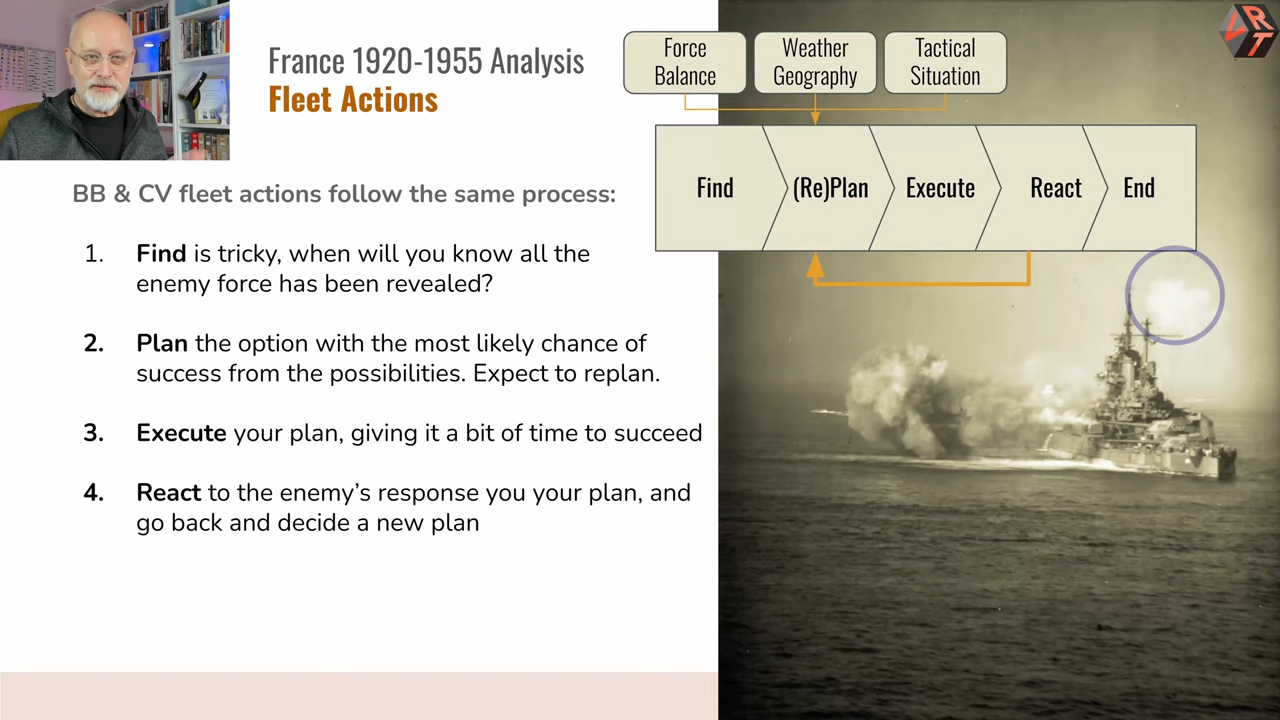 France 1920-1955 Analysis
Fleet Actions
BB & CV fleet actions follow the same process:
1. Find is tricky, when will you know all the
enemy force has been revealed?
2. Plan the option with the most likely chance of
success from the possibilities. Expect to replan.
3. Execute your plan, giving it a bit of time to succeed
4. React to the enemy’s response you your plan, and
go back and decide a new plan
Force
Balance
Weather
Geography
Tactical
Situation
Find
(Re)Plan
Execute
React
End
ART